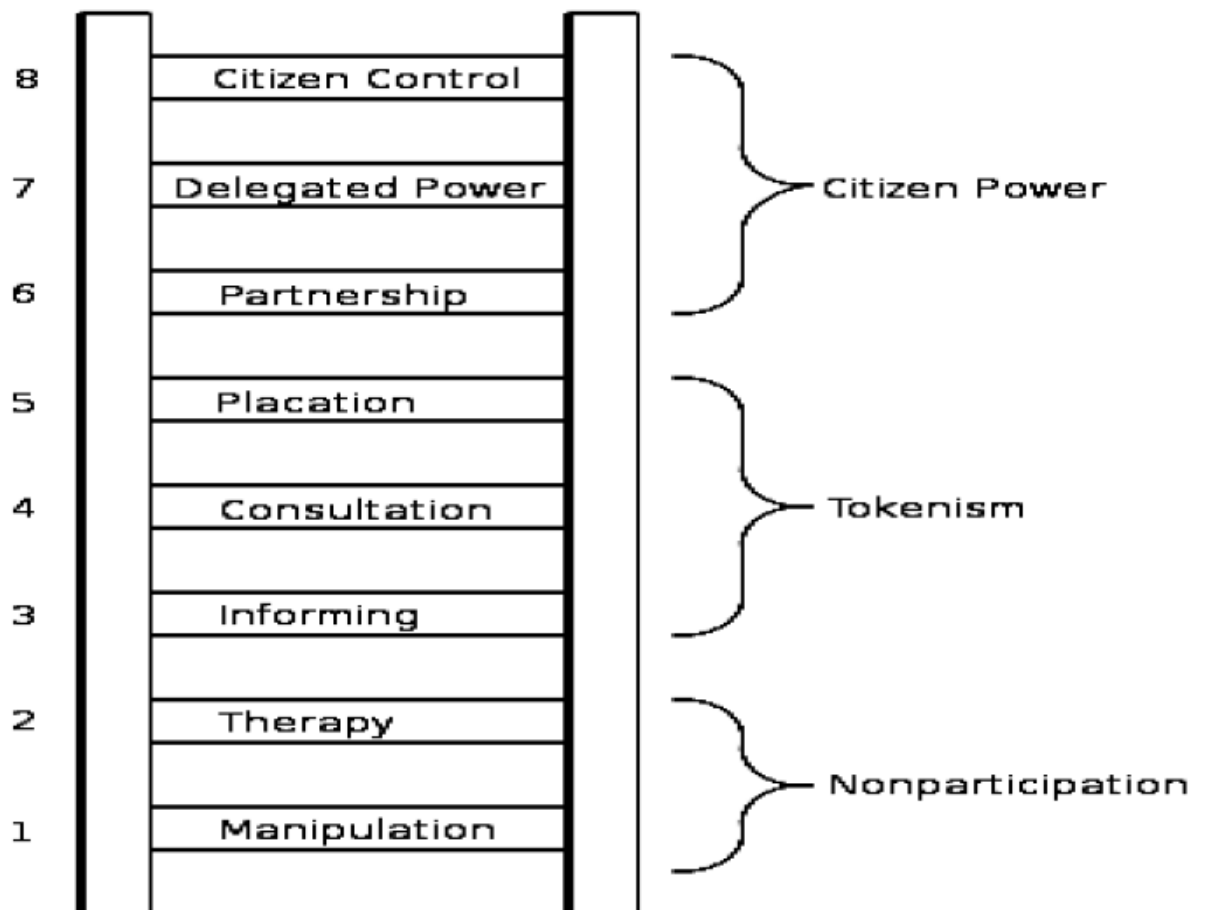 8 Citizen Control
7 Delegated Power Citizen Power
6 Partnership
5 Placation
4 Consultation Tokenism
3 Informing
2 Therapy
Nonparticipation
1 Manipulation